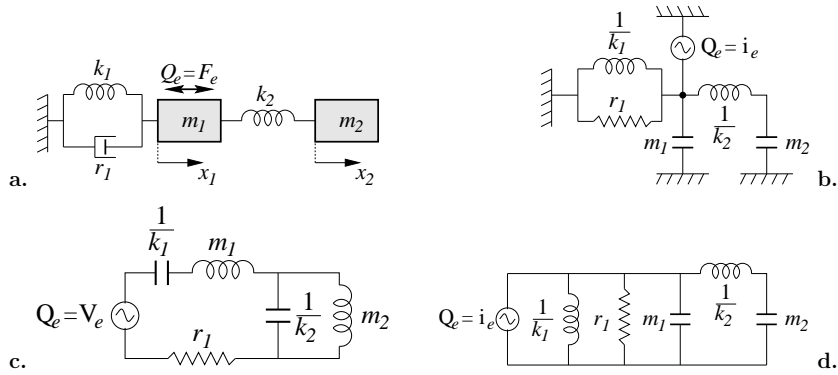 k1
Qe=Fe
k2
m1
m2
r1
x1
x2
a.
1/k1
Qe=ie
r1
m1
1/k2
m2
b.
1/k1
m1
Qe=Ve
1/k2
m2
r1
c.
Qe=ie
1/k1
r1
m1
1/k2
m2
d.